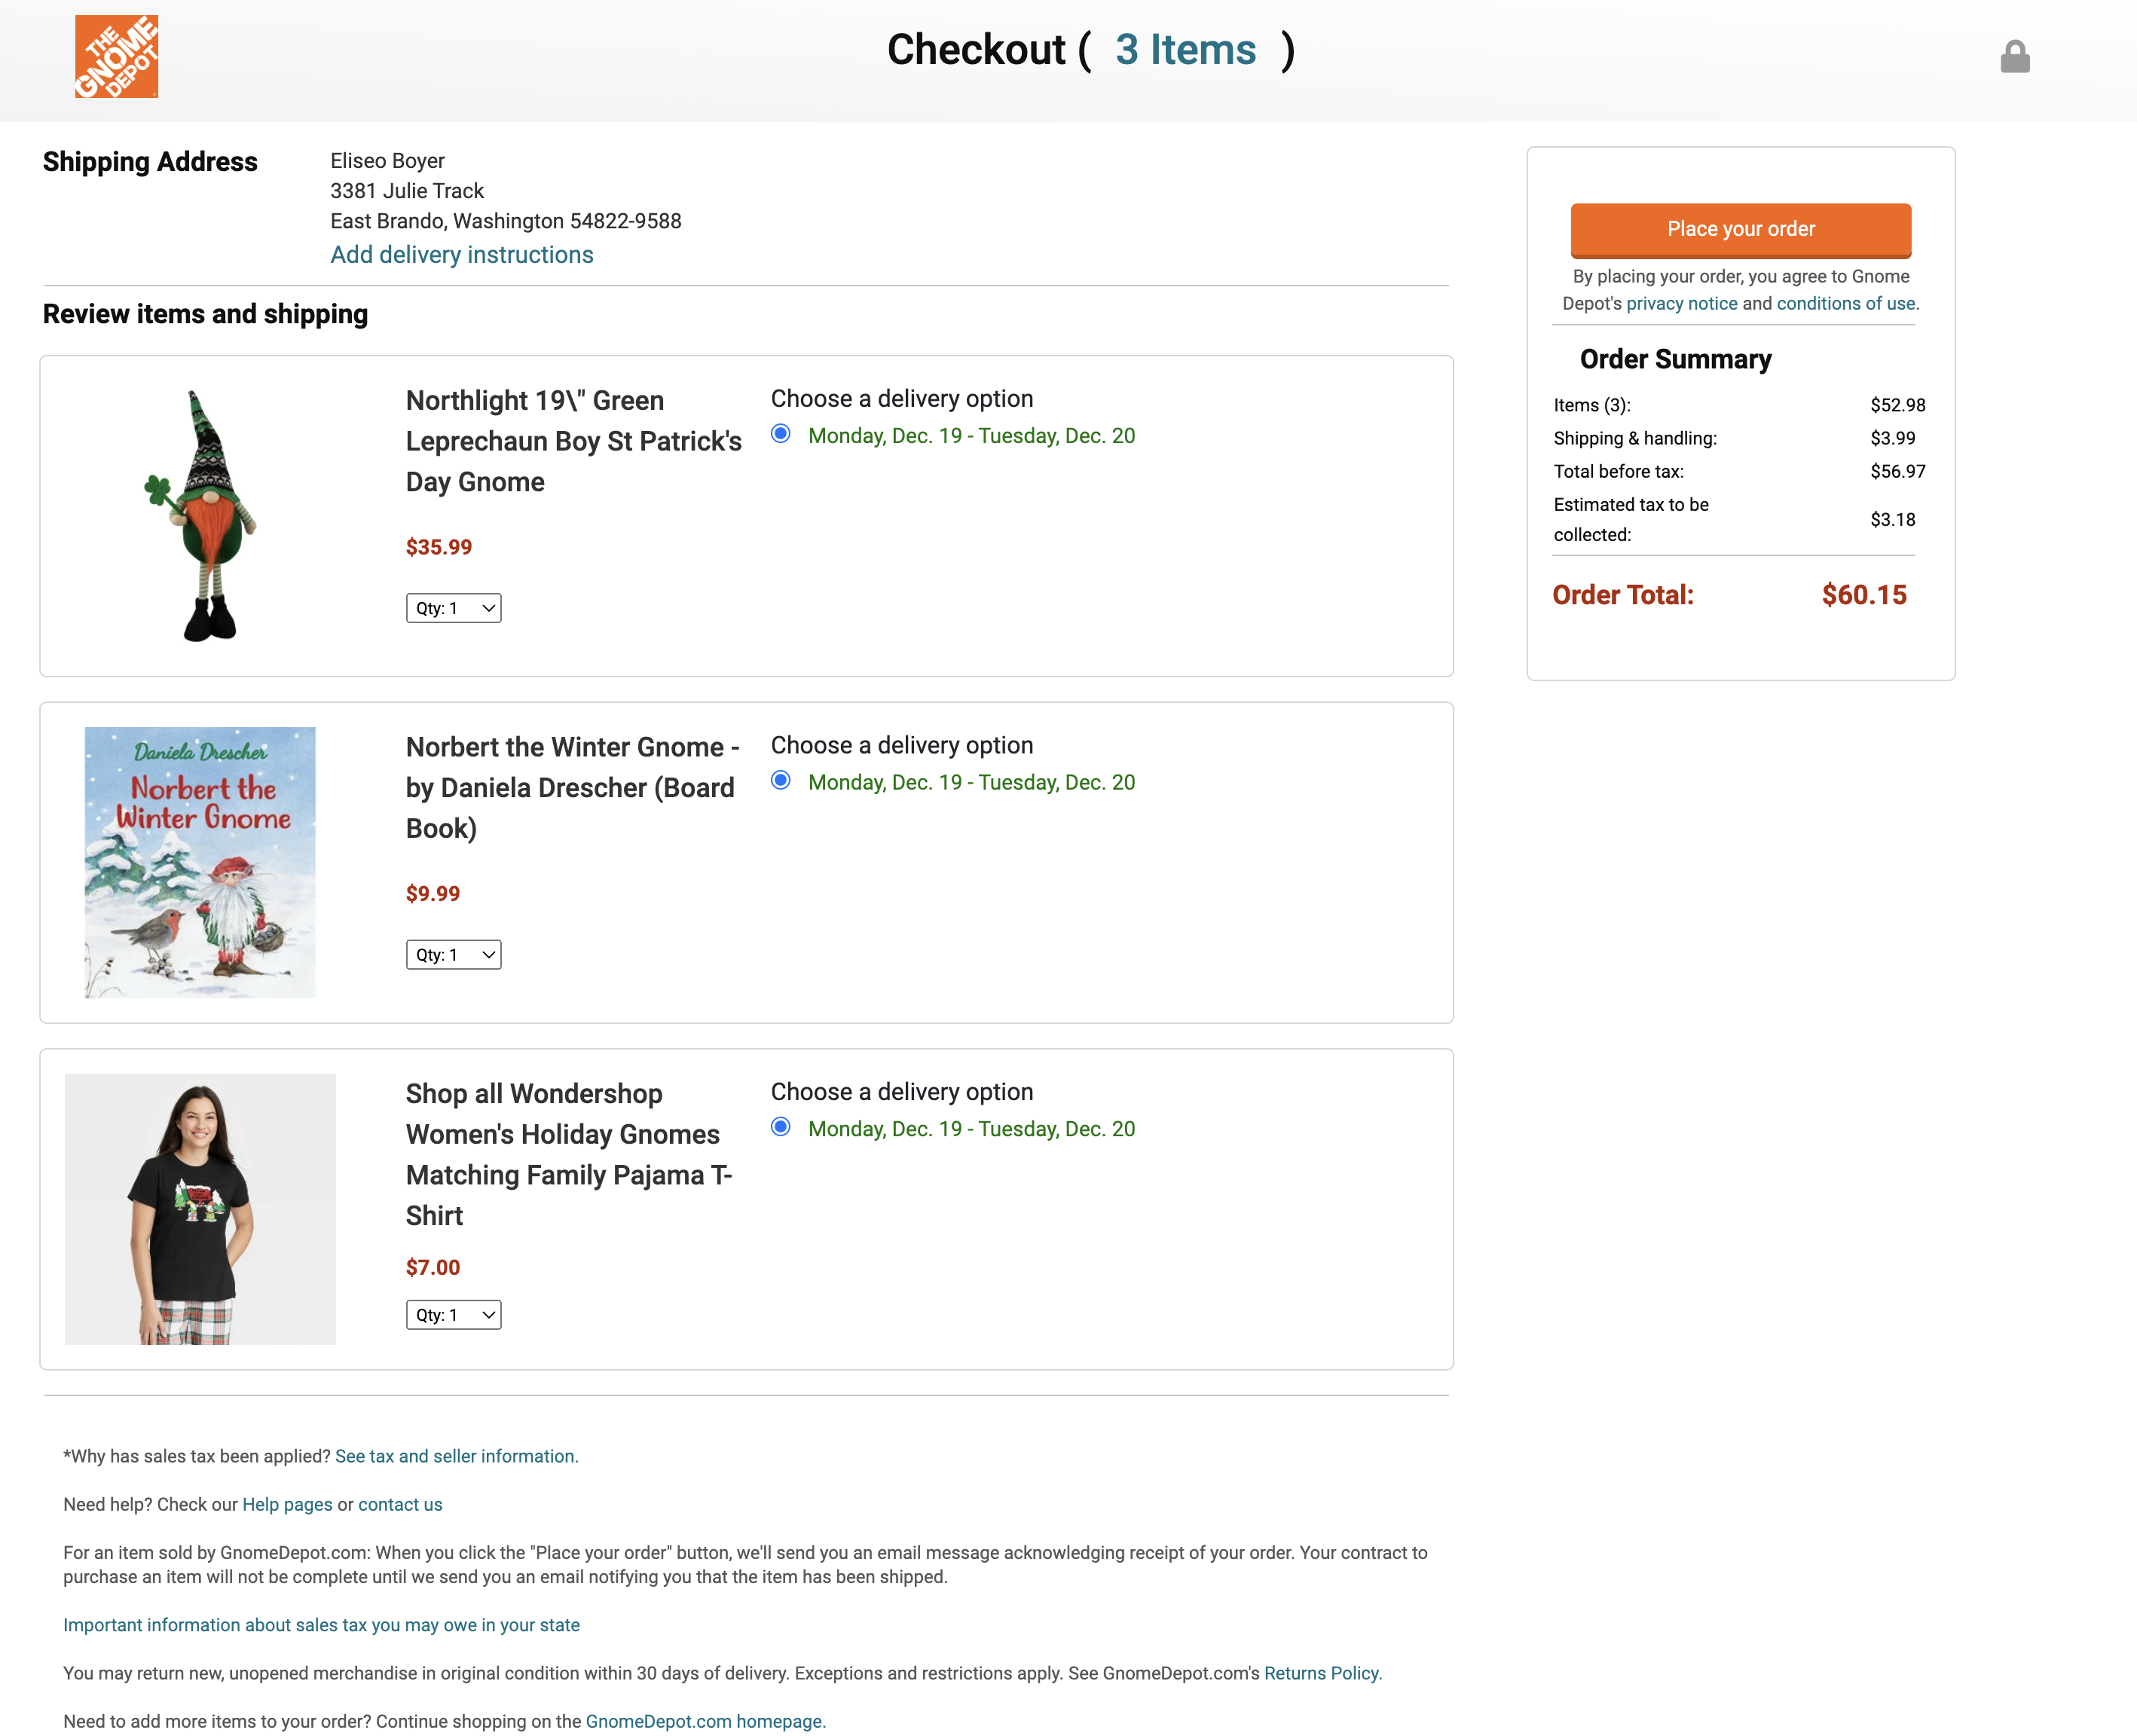 THE
GNOME
DEPOT
Checkout ( 3 Items )
Shipping Address
Eliseo Boyer
3381 Julie Track
East Brando, Washington 54822-9588
Add delivery instructions
Place your order
By placing your order, you agree to Gnome
Depot's privacy notice and conditions of use.
Order Summary
Items (3): $52.98
Shipping & handling: $3.99
Total before tax: $56.97
Estimated tax to be
collected: $3.18
Order Total: $60.15
Review items and shipping
Northlight 19\" Green
Leprechaun Boy St Patrick's
Day Gnome
$35.99
Qty: 1
Choose a delivery option
Monday, Dec. 19 - Tuesday, Dec. 20
Daniela Drescher
Norbert the
Winter Gnome
Norbert the Winter Gnome -
by Daniela Drescher (Board
Book)
$9.99
Qty: 1
Choose a delivery option
Monday, Dec. 19 - Tuesday, Dec. 20
Shop all Wondershop
Women's Holiday Gnomes
Matching Family Pajama T-
Shirt
$7.00
Qty: 1
Choose a delivery option
Monday, Dec. 19 - Tuesday, Dec. 20
*Why has sales tax been applied? See tax and seller information.
Need help? Check our Help pages or contact us
For an item sold by GnomeDepot.com: When you click the "Place your order" button, we'll send you an email message acknowledging receipt of your order. Your contract to
purchase an item will not be complete until we send you an email notifying you that the item has been shipped.
Important information about sales tax you may owe in your state
You may return new, unopened merchandise in original condition within 30 days of delivery. Exceptions and restrictions apply. See GnomeDepot.com's Returns Policy.
Need to add more items to your order? Continue shopping on the GnomeDepot.com homepage.